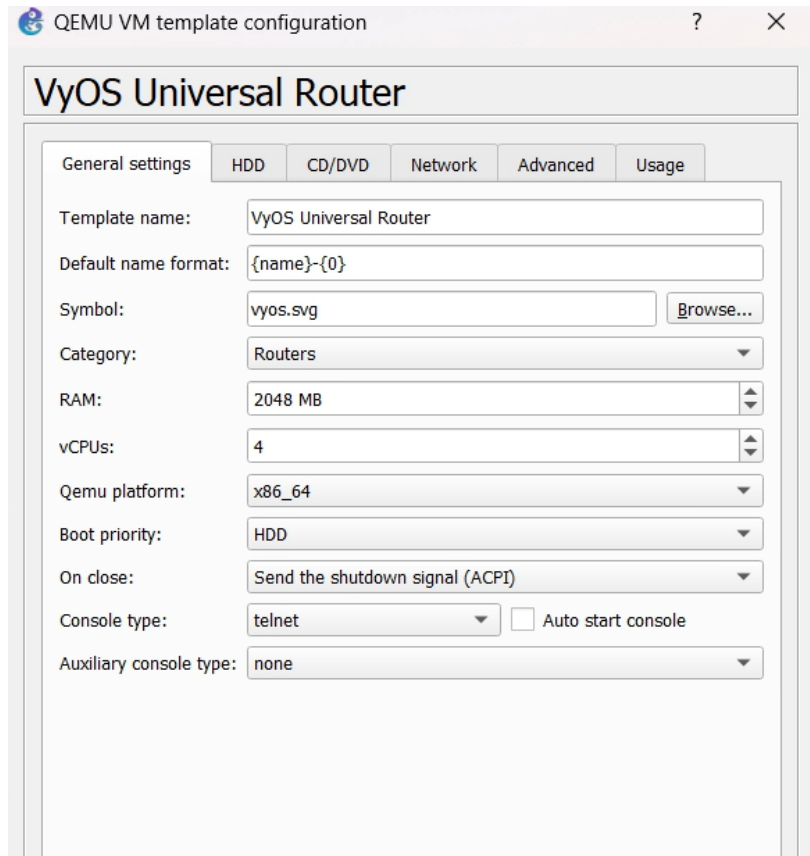 QEMU VM template configuration ? ×
VyOS Universal Router
General settings HDD CD/DVD Network Advanced Usage
Template name: VyOS Universal Router
Default name format: {name}-{0}
Symbol: vyos.svg Browse...
Category: Routers
RAM: 2048 MB
vCPUs: 4
Qemu platform: x86_64
Boot priority: HDD
On close: Send the shutdown signal (ACPI)
Console type: telnet Auto start console
Auxiliary console type: none